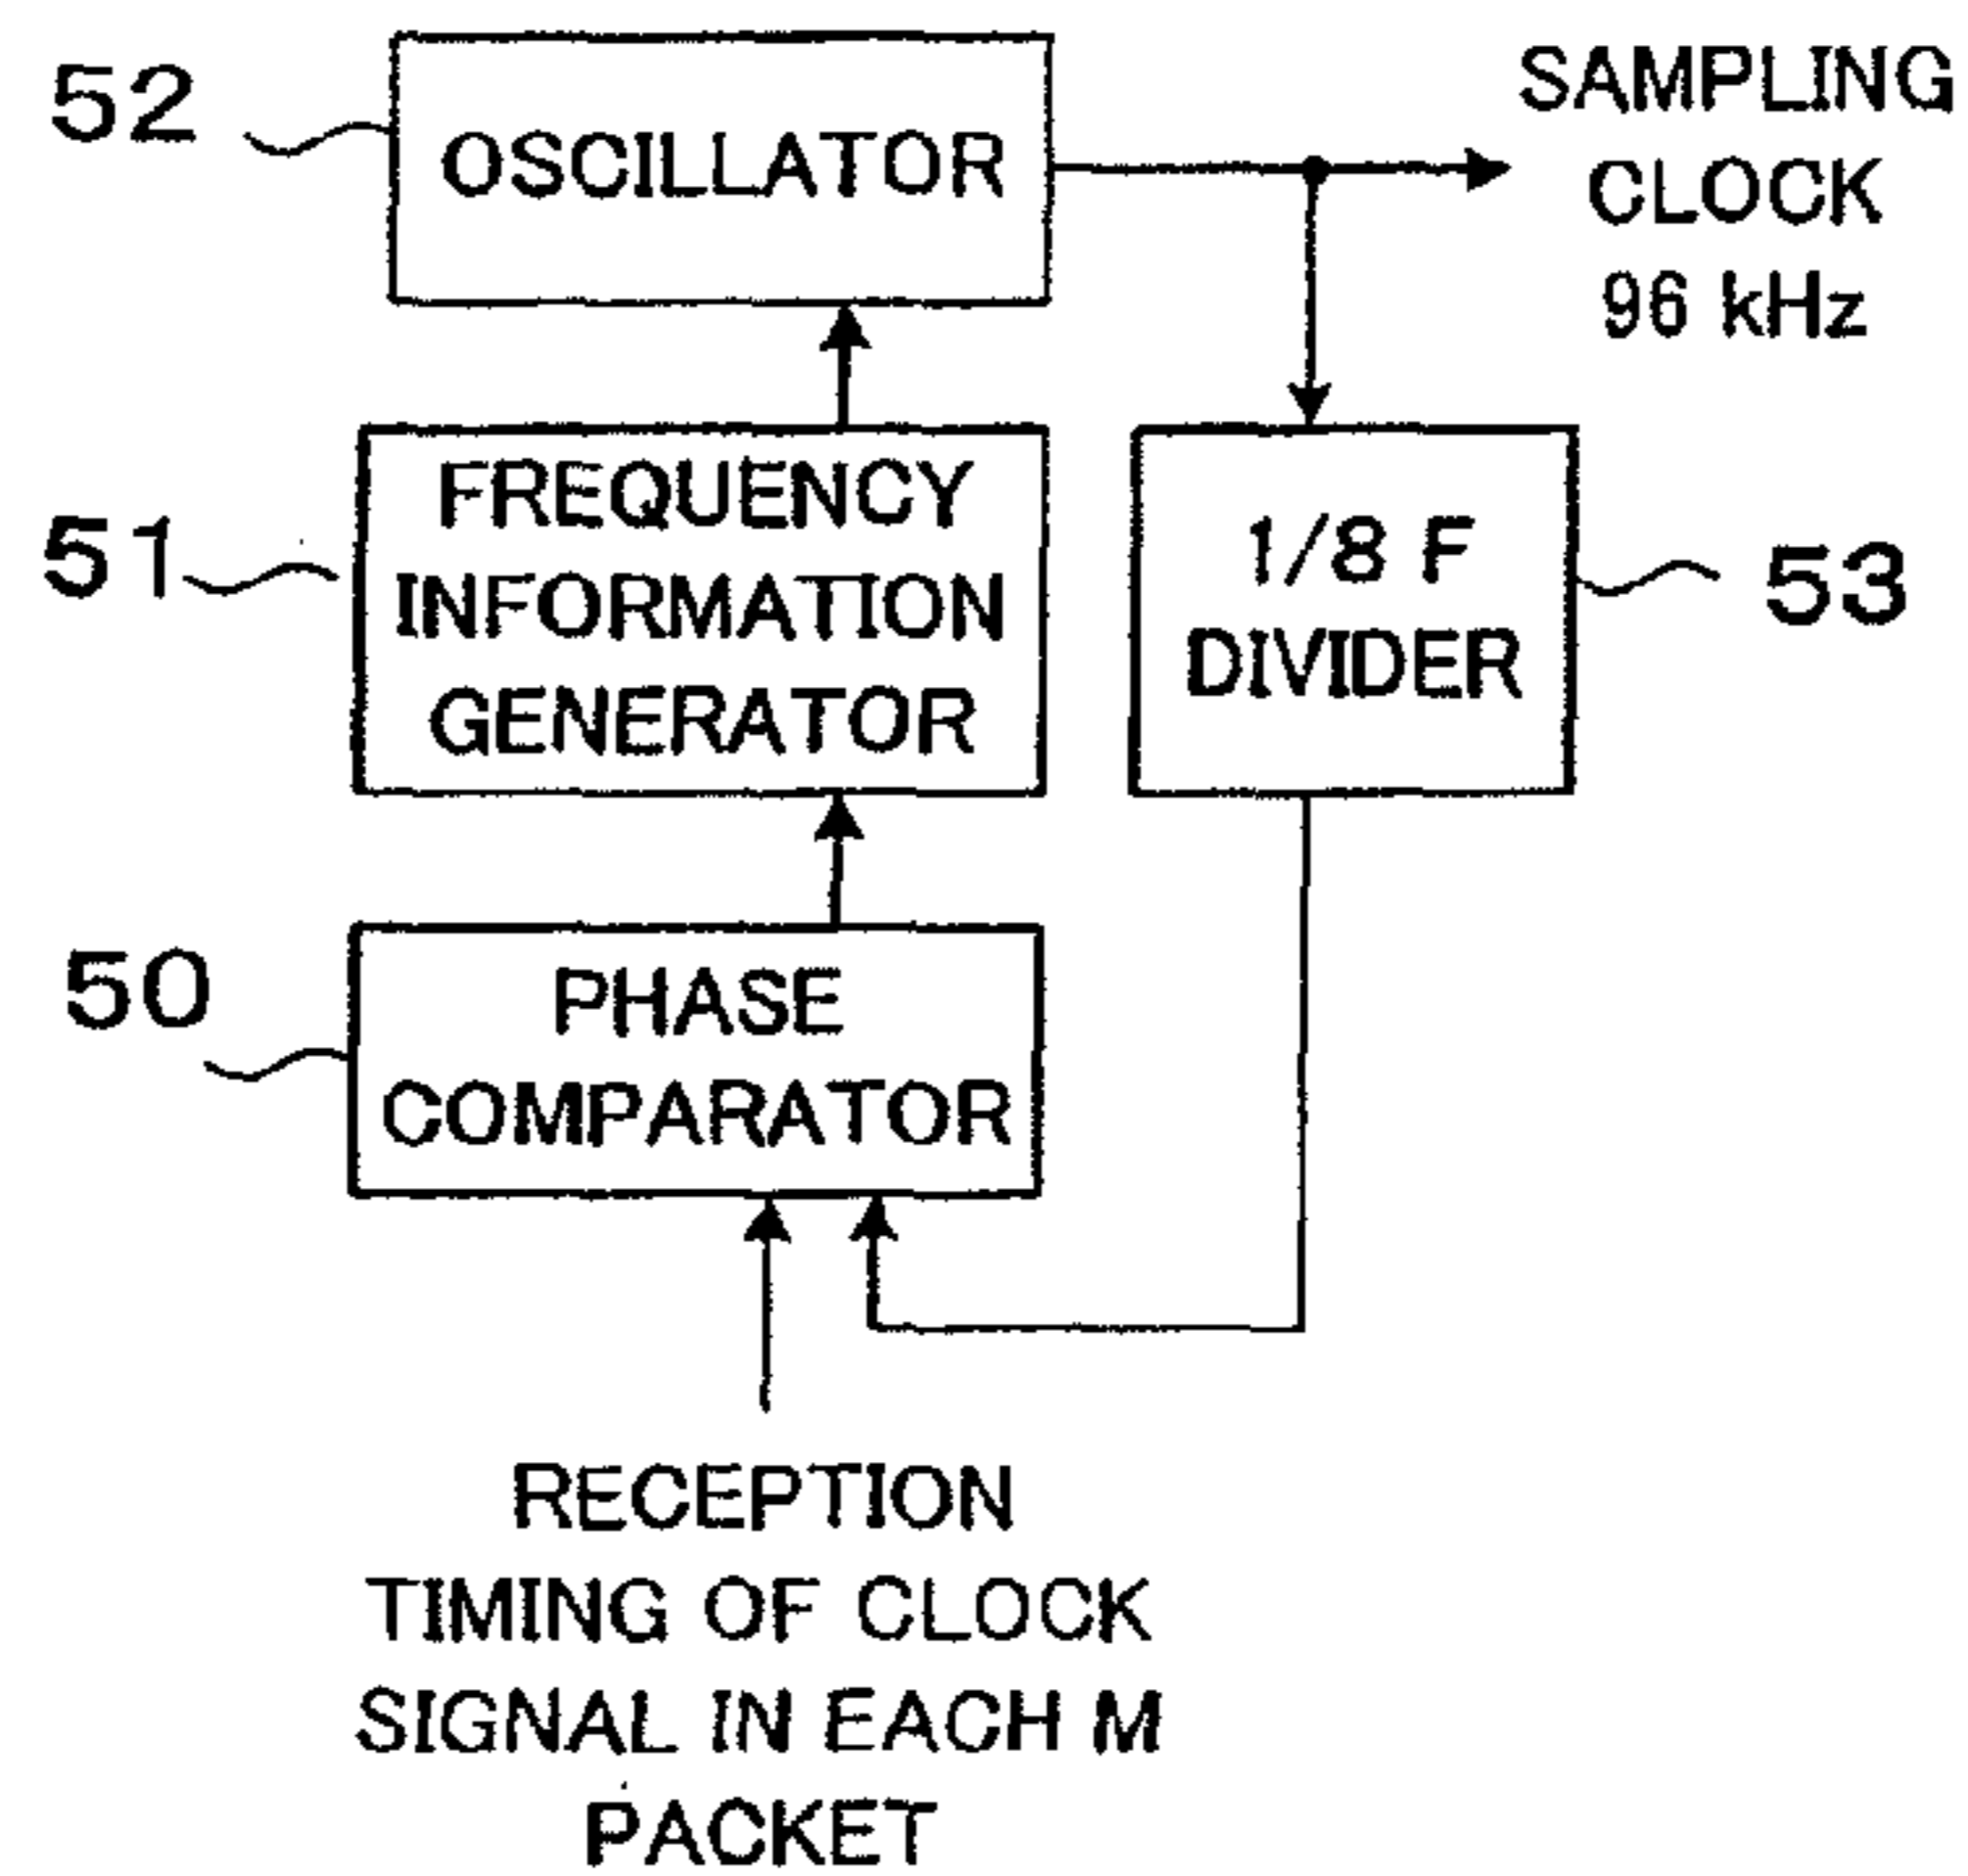 52
OSCILLATOR
SAMPLING
CLOCK
96 kHz
51
FREQUENCY
INFORMATION
GENERATOR
1/8 F
DIVIDER
53
50
PHASE
COMPARATOR
RECEPTION
TIMING OF CLOCK
SIGNAL IN EACH M
PACKET